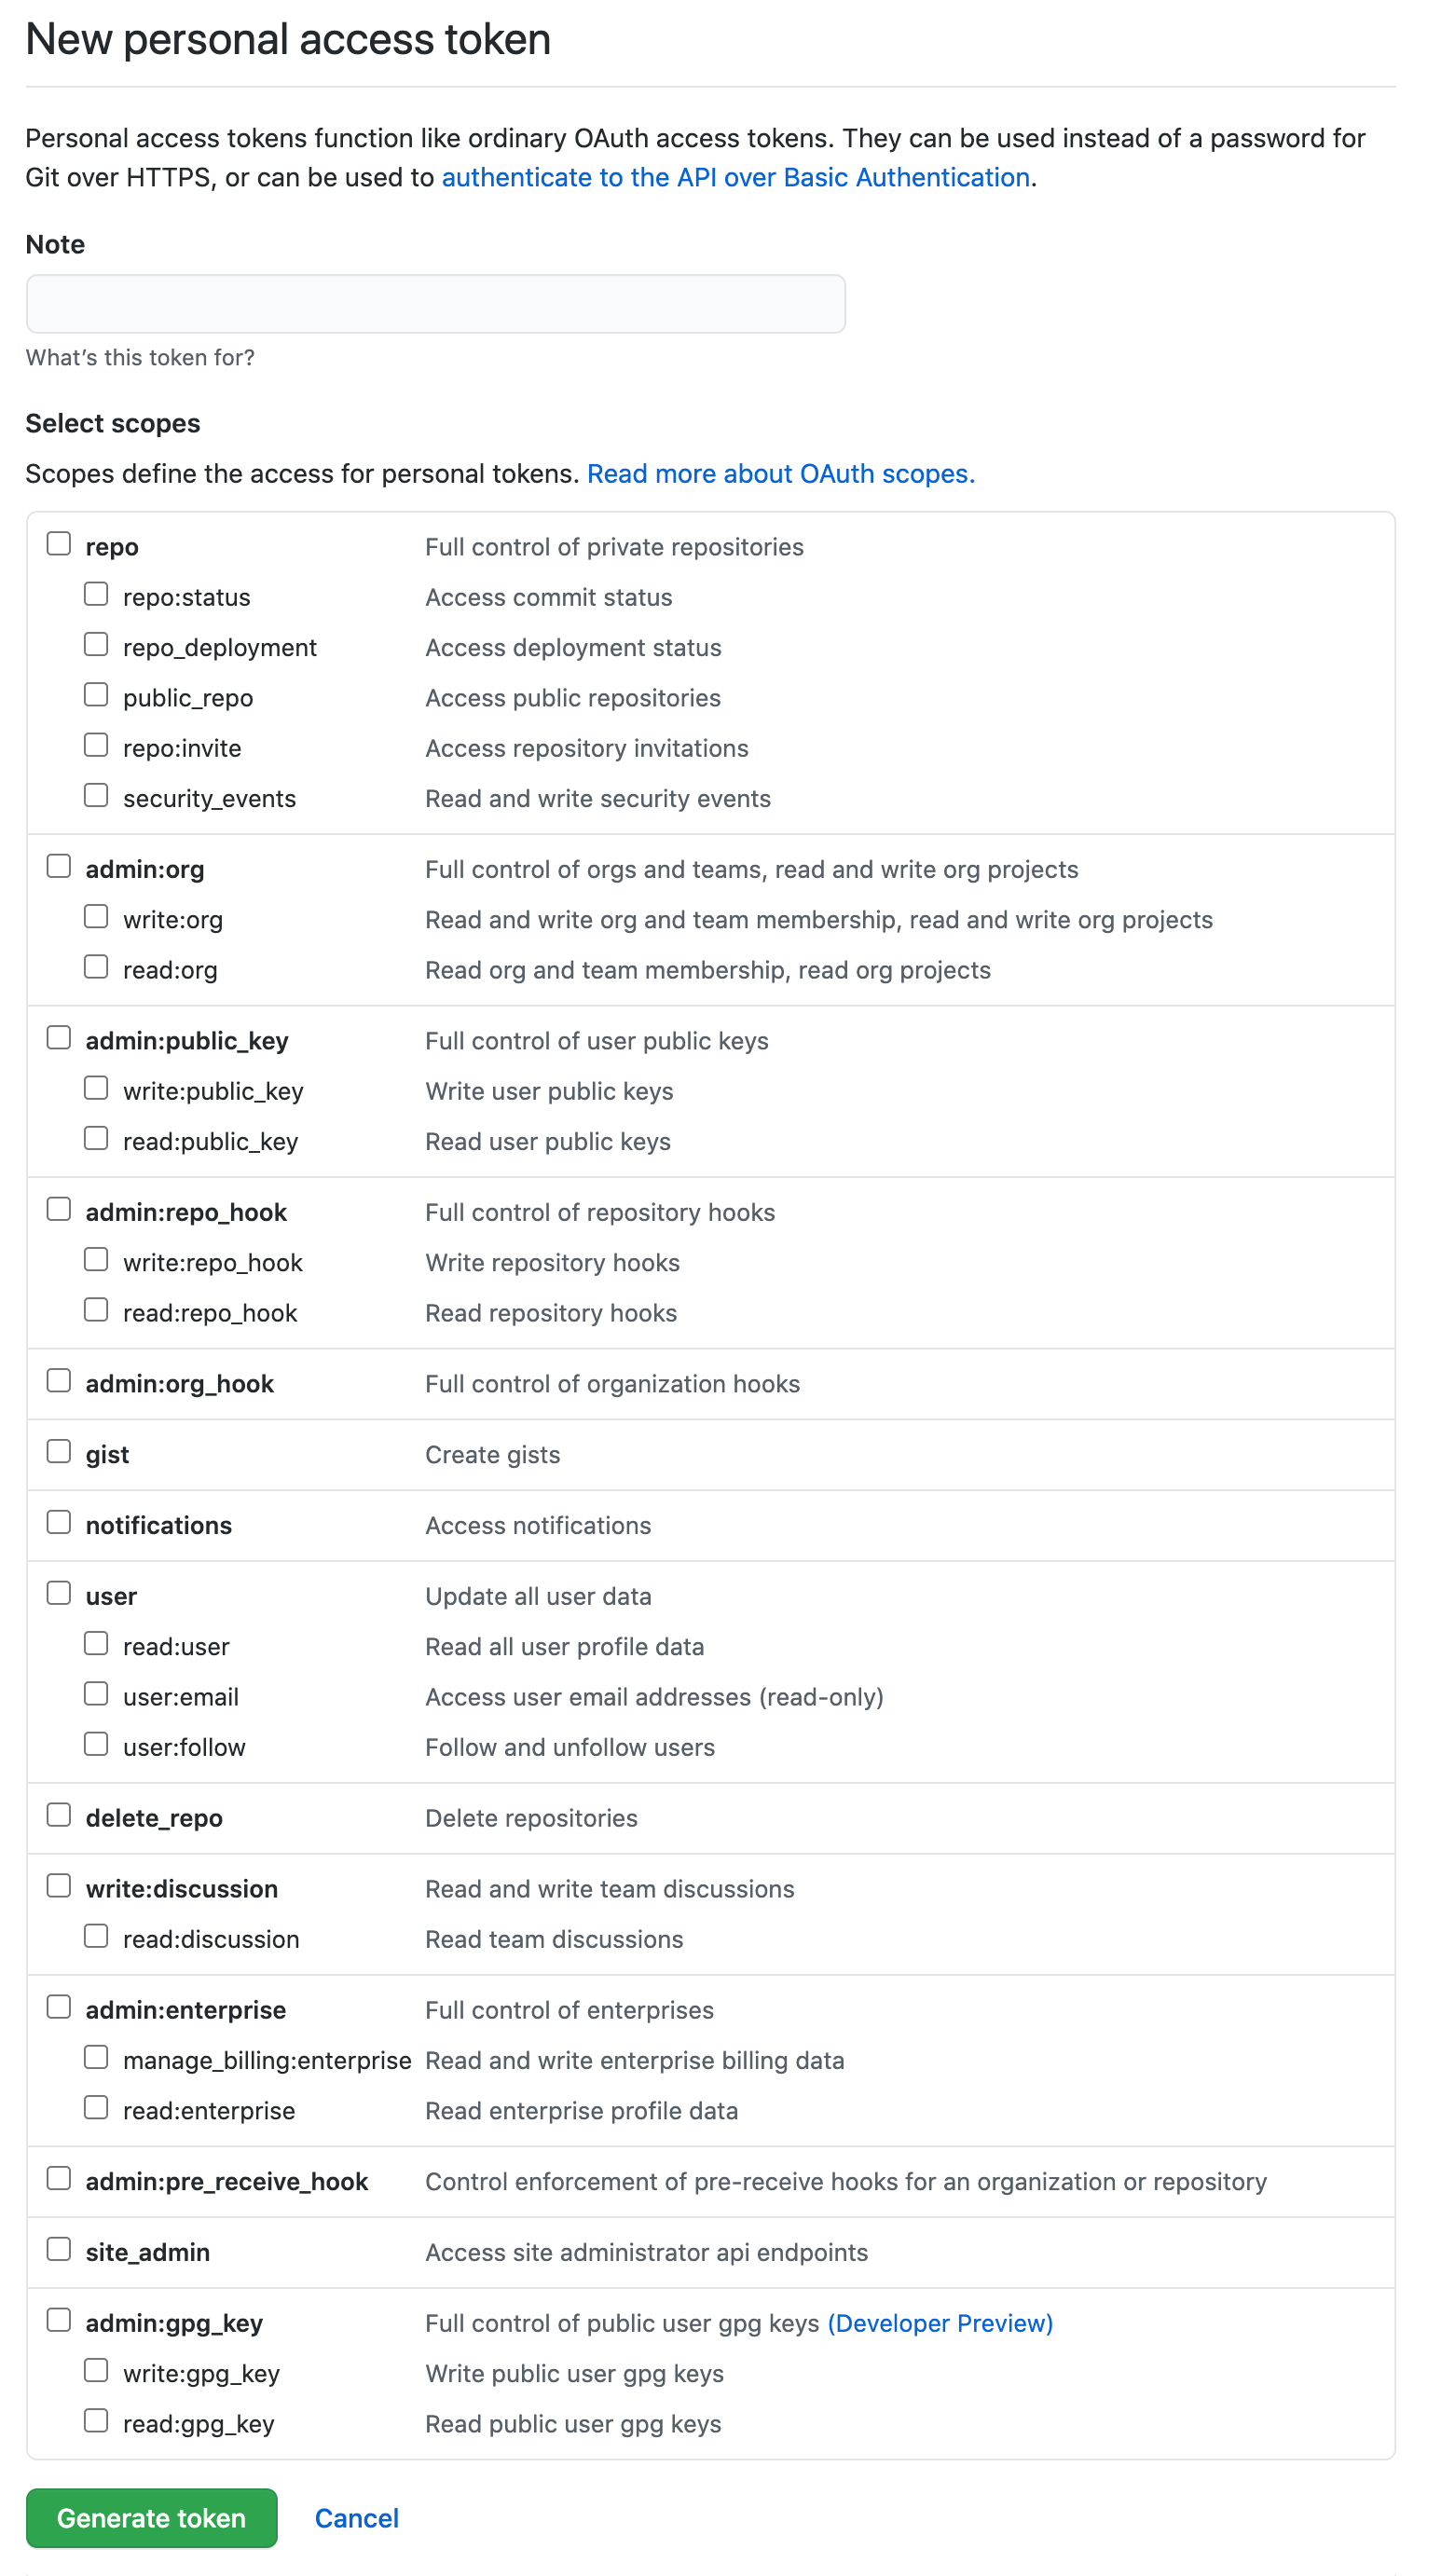 New personal access token
Personal access tokens function like ordinary OAuth access tokens. They can be used instead of a password for
Git over HTTPS, or can be used to authenticate to the API over Basic Authentication.
Note
What's this token for?
Select scopes
Scopes define the access for personal tokens. Read more about OAuth scopes.
repo Full control of private repositories
repo:status Access commit status
repo_deployment Access deployment status
public_repo Access public repositories
repo:invite Access repository invitations
security_events Read and write security events
admin:org Full control of orgs and teams, read and write org projects
write:org Read and write org and team membership, read and write org projects
read:org Read org and team membership, read org projects
admin:public_key Full control of user public keys
write:public_key Write user public keys
read:public_key Read user public keys
admin:repo_hook Full control of repository hooks
write:repo_hook Write repository hooks
read:repo_hook Read repository hooks
admin:org_hook Full control of organization hooks
gist Create gists
notifications Access notifications
user Update all user data
read:user Read all user profile data
user:email Access user email addresses (read-only)
user:follow Follow and unfollow users
delete_repo Delete repositories
write:discussion Read and write team discussions
read:discussion Read team discussions
admin:enterprise Full control of enterprises
manage_billing:enterprise Read and write enterprise billing data
read:enterprise Read enterprise profile data
admin:pre_receive_hook Control enforcement of pre-receive hooks for an organization or repository
site_admin Access site administrator api endpoints
admin:gpg_key Full control of public user gpg keys (Developer Preview)
write:gpg_key Write public user gpg keys
read:gpg_key Read public user gpg keys
Generate token Cancel